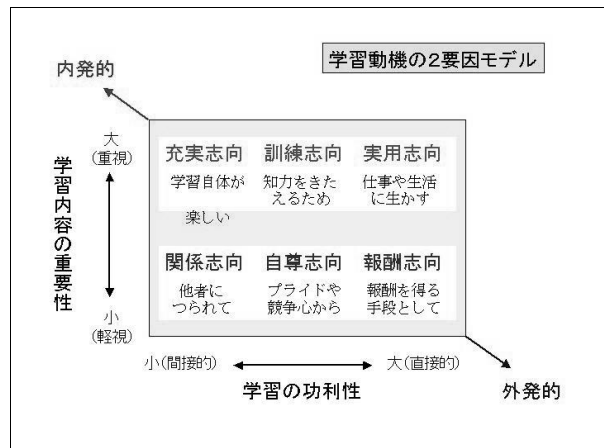 学習動機の2要因モデル
内発的
大
(重視)
学習内容の重要性
小
(軽視)
充実志向 訓練志向 実用志向
学習自体が 知力をきた 仕事や生活
楽しい えるため に生かす
関係志向 自尊志向 報酬志向
他者に プライドや 報酬を得る
つられて 競争心から 手段として
小(間接的) 大(直接的)
学習の功利性
外発的